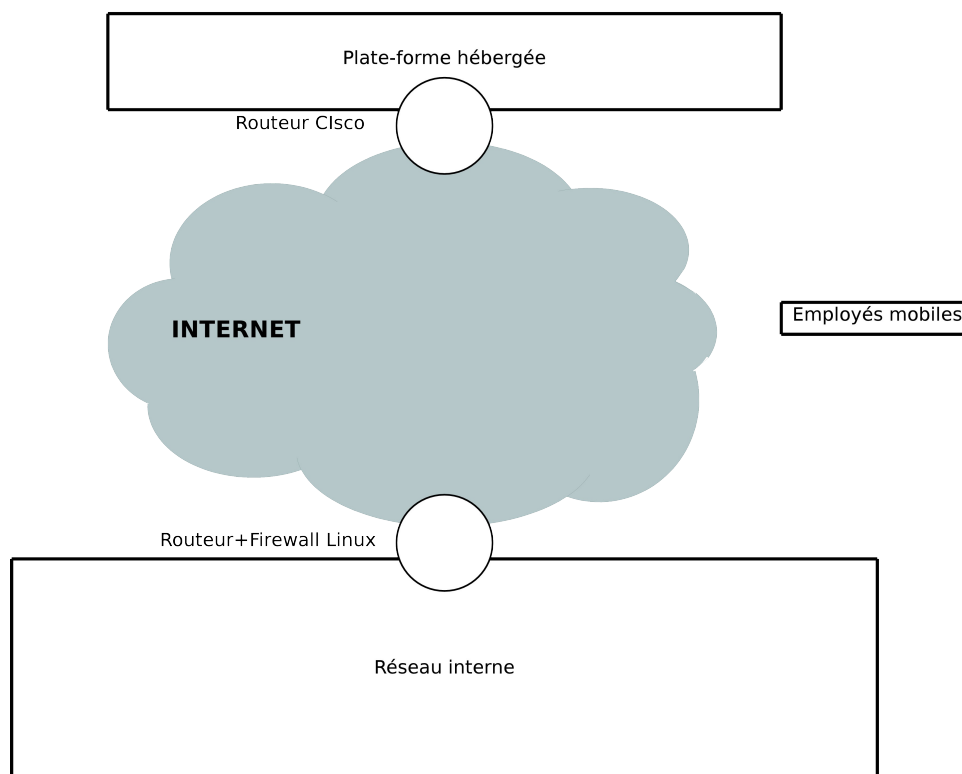 Plate-forme hébergée
Routeur CIsco
INTERNET
Employés mobiles
Routeur+Firewall Linux
Réseau interne